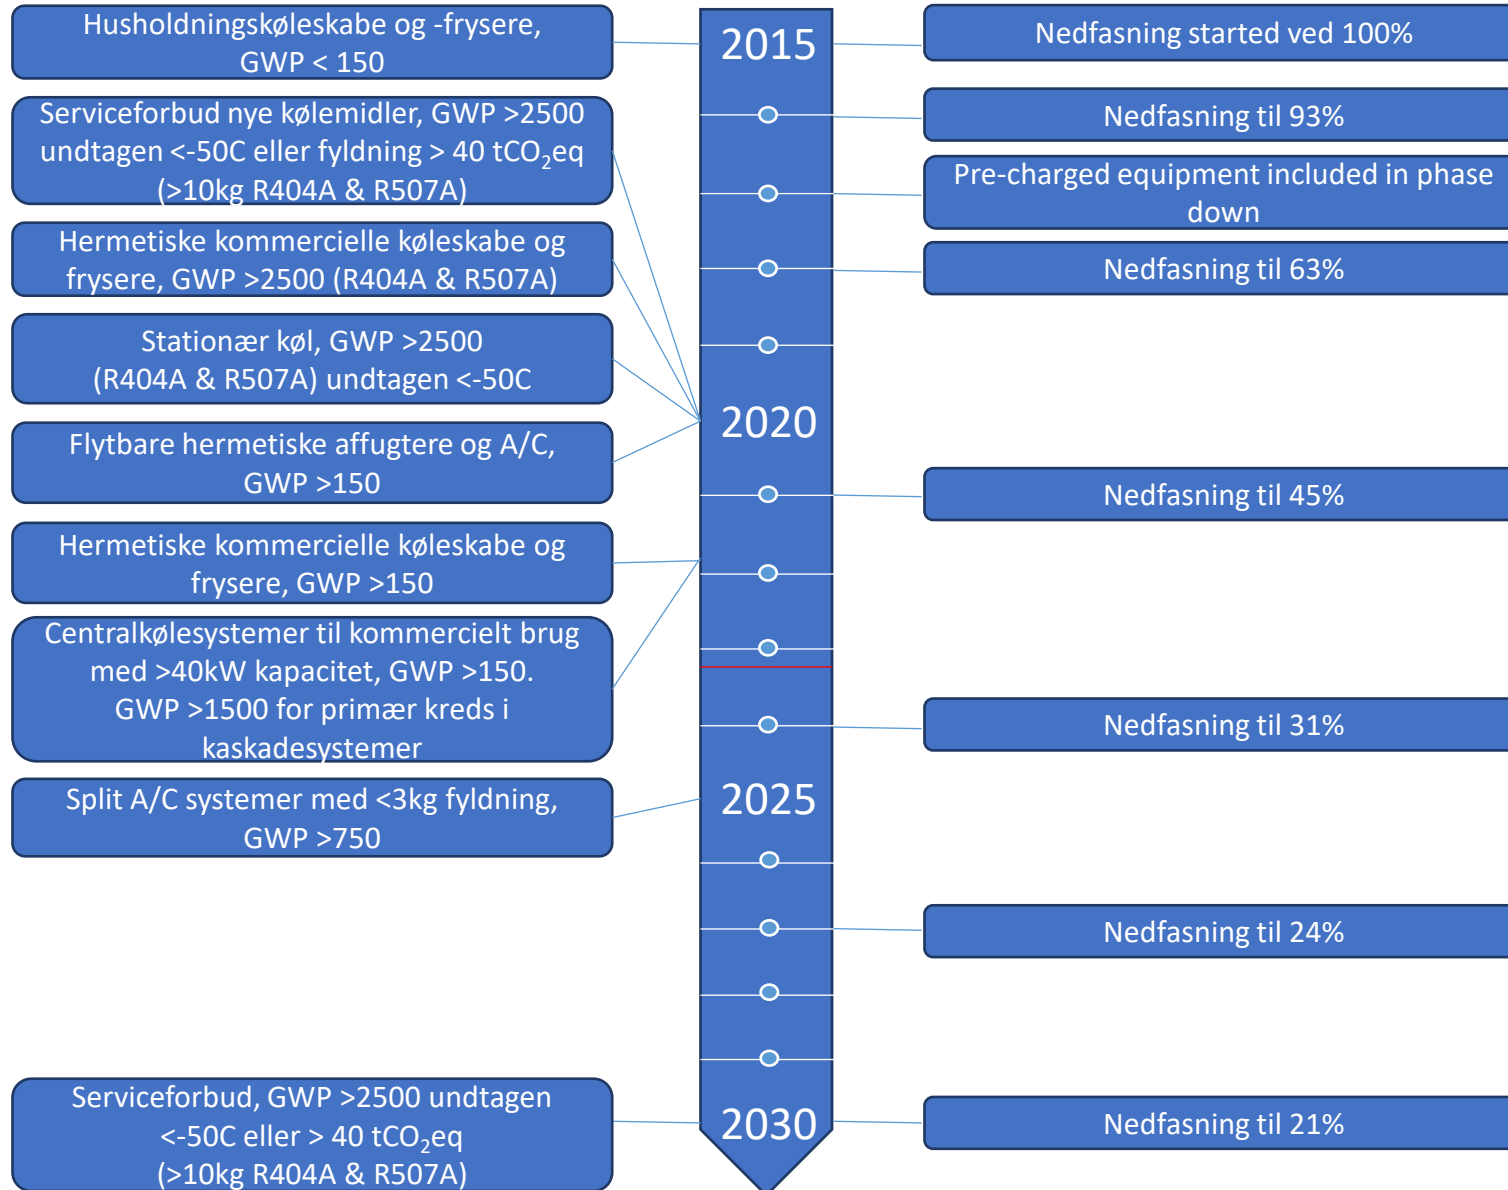 Husholdningskøleskabe og -frysere,
GWP < 150
Serviceforbud nye kølemidler, GWP >2500
undtagen <-50C eller fyldning > 40 tCO₂eq
(>10kg R404A & R507A)
Hermetiske kommercielle køleskabe og
frysere, GWP >2500 (R404A & R507A)
Stationær køl, GWP >2500
(R404A & R507A) undtagen <-50C
Flytbare hermetiske affugtere og A/C,
GWP >150
Hermetiske kommercielle køleskabe og
frysere, GWP >150
Centralkølesystemer til kommercielt brug
med >40kW kapacitet, GWP >150.
GWP >1500 for primær kreds i
kaskadesystemer
Split A/C systemer med <3kg fyldning,
GWP >750
Serviceforbud, GWP >2500 undtagen
<-50C eller > 40 tCO₂eq
(>10kg R404A & R507A)
2015
2020
2025
2030
Nedfasning started ved 100%
Nedfasning til 93%
Pre-charged equipment included in phase
down
Nedfasning til 63%
Nedfasning til 45%
Nedfasning til 31%
Nedfasning til 24%
Nedfasning til 21%